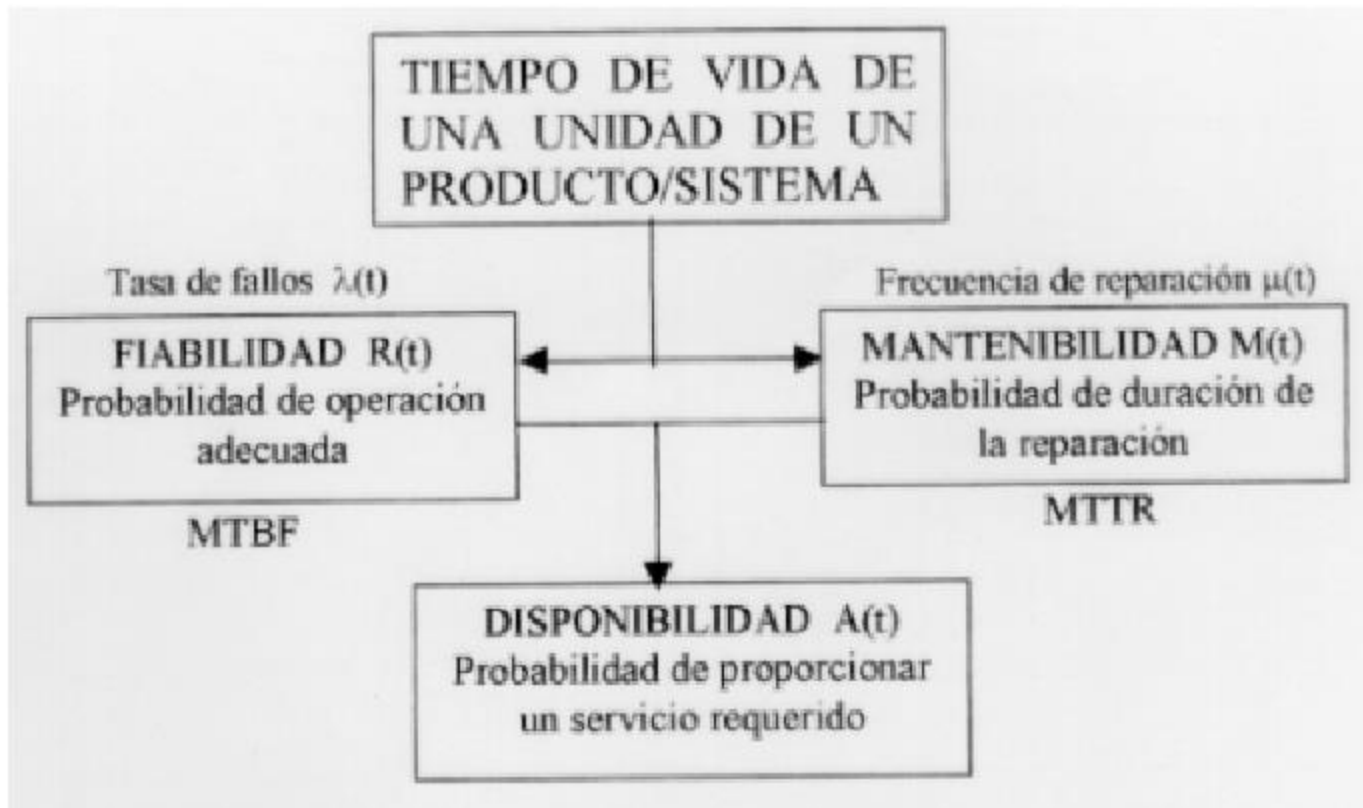 TIEMPO DE VIDA DE
UNA UNIDAD DE UN
PRODUCTO/SISTEMA
Tasa de fallos λ(t)
FIABILIDAD R(t)
Probabilidad de operación
adecuada
MTBF
Frecuencia de reparación μ(t)
MANTENIBILIDAD M(t)
Probabilidad de duración de
la reparación
MTTR
DISPONIBILIDAD A(t)
Probabilidad de proporcionar
un servicio requerido